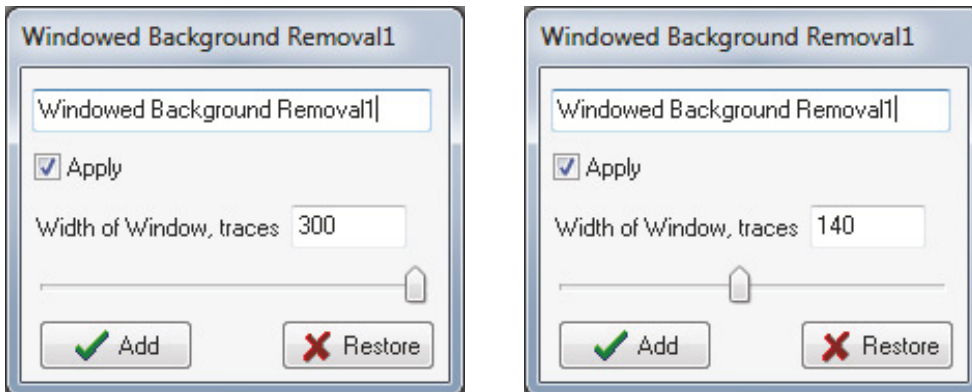 Windowed Background Removal1
Windowed Background Removal1
Apply
Width of Window, traces 300
Add Restore
Windowed Background Removal1
Windowed Background Removal1
Apply
Width of Window, traces 140
Add Restore